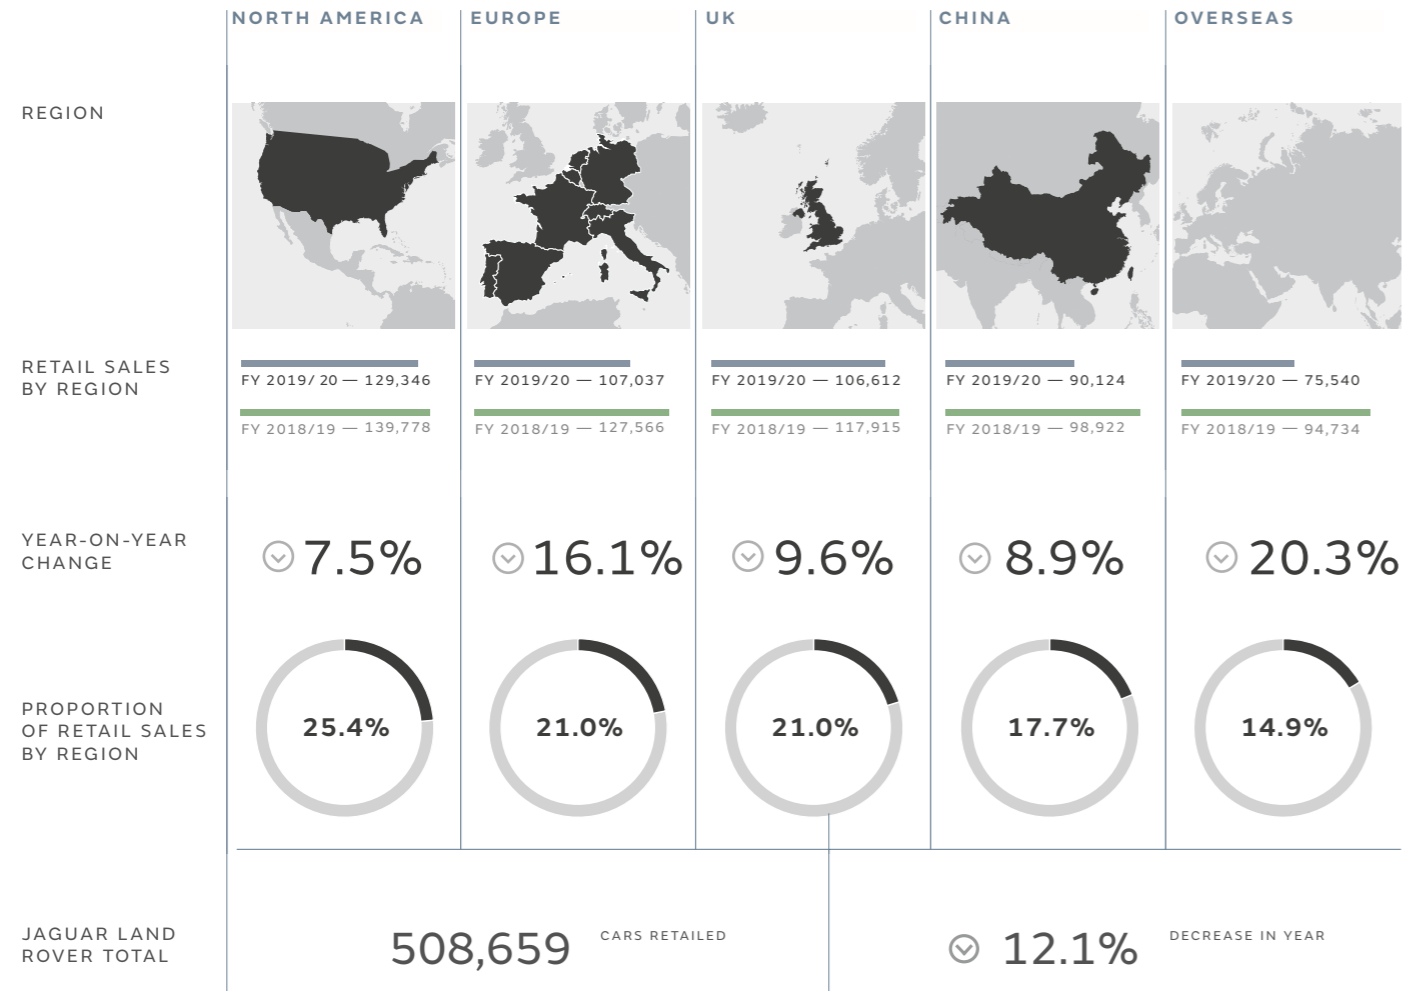 NORTH AMERICA EUROPE UK CHINA OVERSEAS
REGION
RETAIL SALES
BY REGION
FY 2019/ 20 — 129,346
FY 2018/19 — 139,778
FY 2019/20 — 107,037
FY 2018/19 — 127,566
FY 2019/20 — 106,612
FY 2018/19 — 117,915
FY 2019/20 — 90,124
FY 2018/19 — 98,922
FY 2019/20 — 75,540
FY 2018/19 — 94,734
YEAR-ON-YEAR
CHANGE
7.5% 16.1% 9.6% 8.9% 20.3%
PROPORTION
OF RETAIL SALES
BY REGION
25.4% 21.0% 21.0% 17.7% 14.9%
JAGUAR LAND
ROVER TOTAL
508,659 CARS RETAILED
12.1% DECREASE IN YEAR